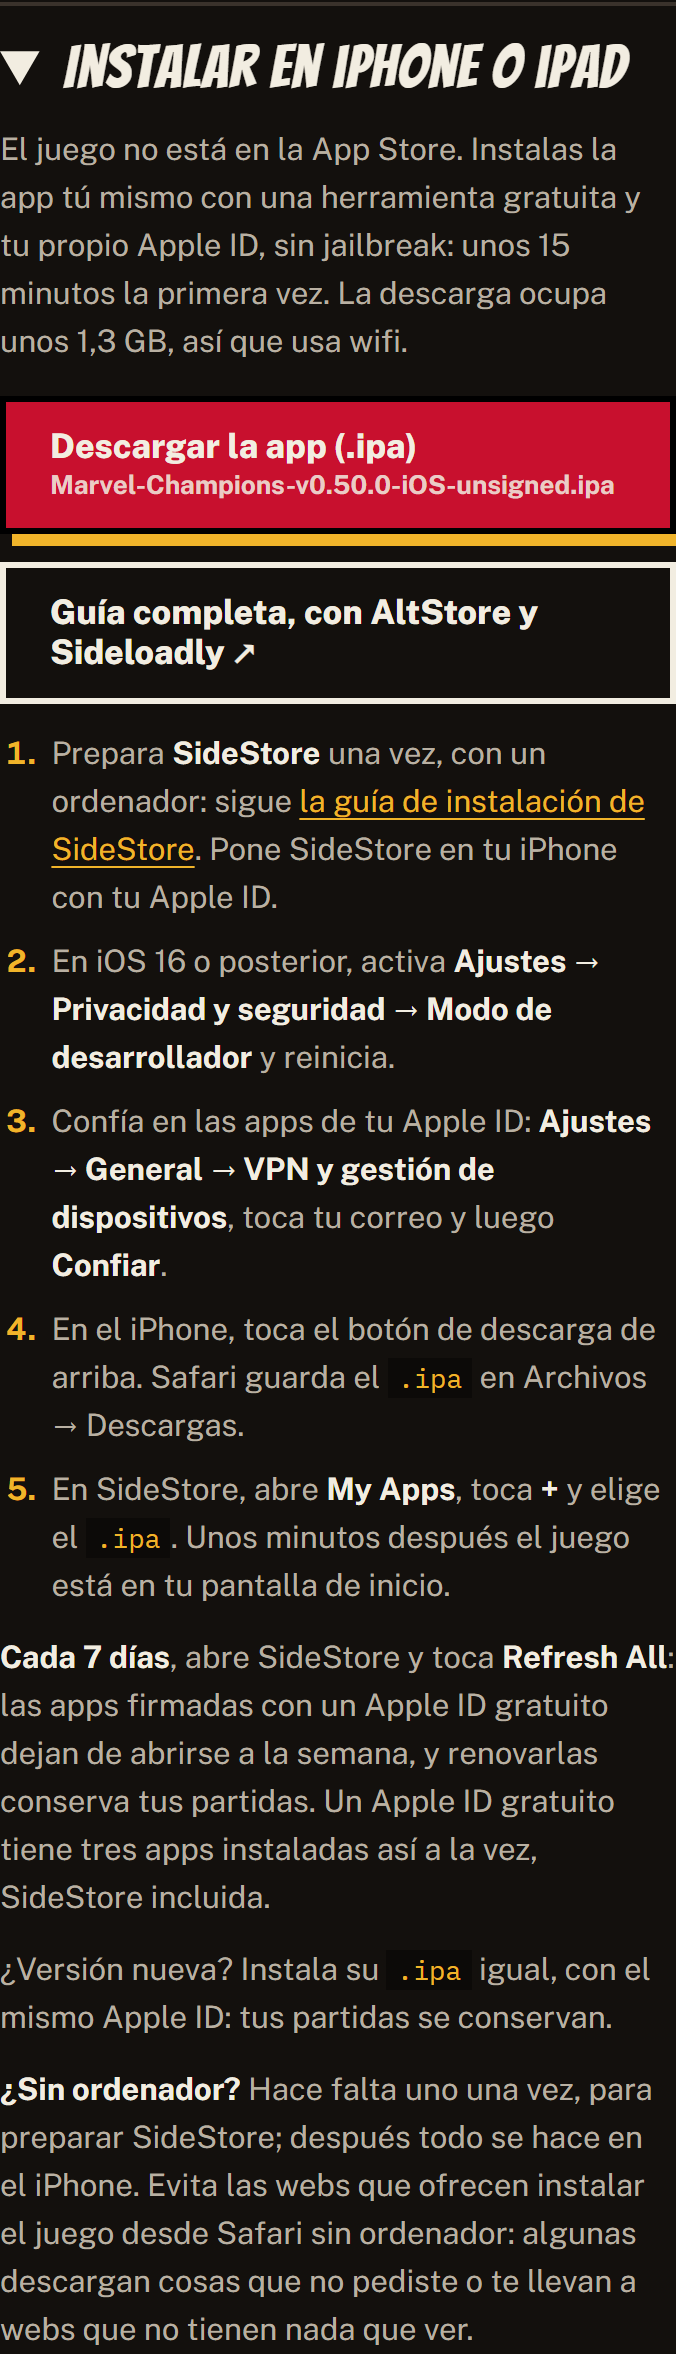 ▼ INSTALAR EN IPHONE O IPAD
El juego no está en la App Store. Instalas la
app tú mismo con una herramienta gratuita y
tu propio Apple ID, sin jailbreak: unos 15
minutos la primera vez. La descarga ocupa
unos 1,3 GB, así que usa wifi.
Descargar la app (.ipa)
Marvel-Champions-v0.50.0-iOS-unsigned.ipa
Guía completa, con AltStore y
Sideloadly ↗
1. Prepara SideStore una vez, con un
ordenador: sigue la guía de instalación de
SideStore. Pone SideStore en tu iPhone
con tu Apple ID.
2. En iOS 16 o posterior, activa Ajustes →
Privacidad y seguridad → Modo de
desarrollador y reinicia.
3. Confía en las apps de tu Apple ID: Ajustes
→ General → VPN y gestión de
dispositivos, toca tu correo y luego
Confiar.
4. En el iPhone, toca el botón de descarga de
arriba. Safari guarda el .ipa en Archivos
→ Descargas.
5. En SideStore, abre My Apps, toca + y elige
el .ipa. Unos minutos después el juego
está en tu pantalla de inicio.
Cada 7 días, abre SideStore y toca Refresh All:
las apps firmadas con un Apple ID gratuito
dejan de abrirse a la semana, y renovarlas
conserva tus partidas. Un Apple ID gratuito
tiene tres apps instaladas así a la vez,
SideStore incluida.
¿Versión nueva? Instala su .ipa igual, con el
mismo Apple ID: tus partidas se conservan.
¿Sin ordenador? Hace falta uno una vez, para
preparar SideStore; después todo se hace en
el iPhone. Evita las webs que ofrecen instalar
el juego desde Safari sin ordenador: algunas
descargan cosas que no pediste o te llevan a
webs que no tienen nada que ver.